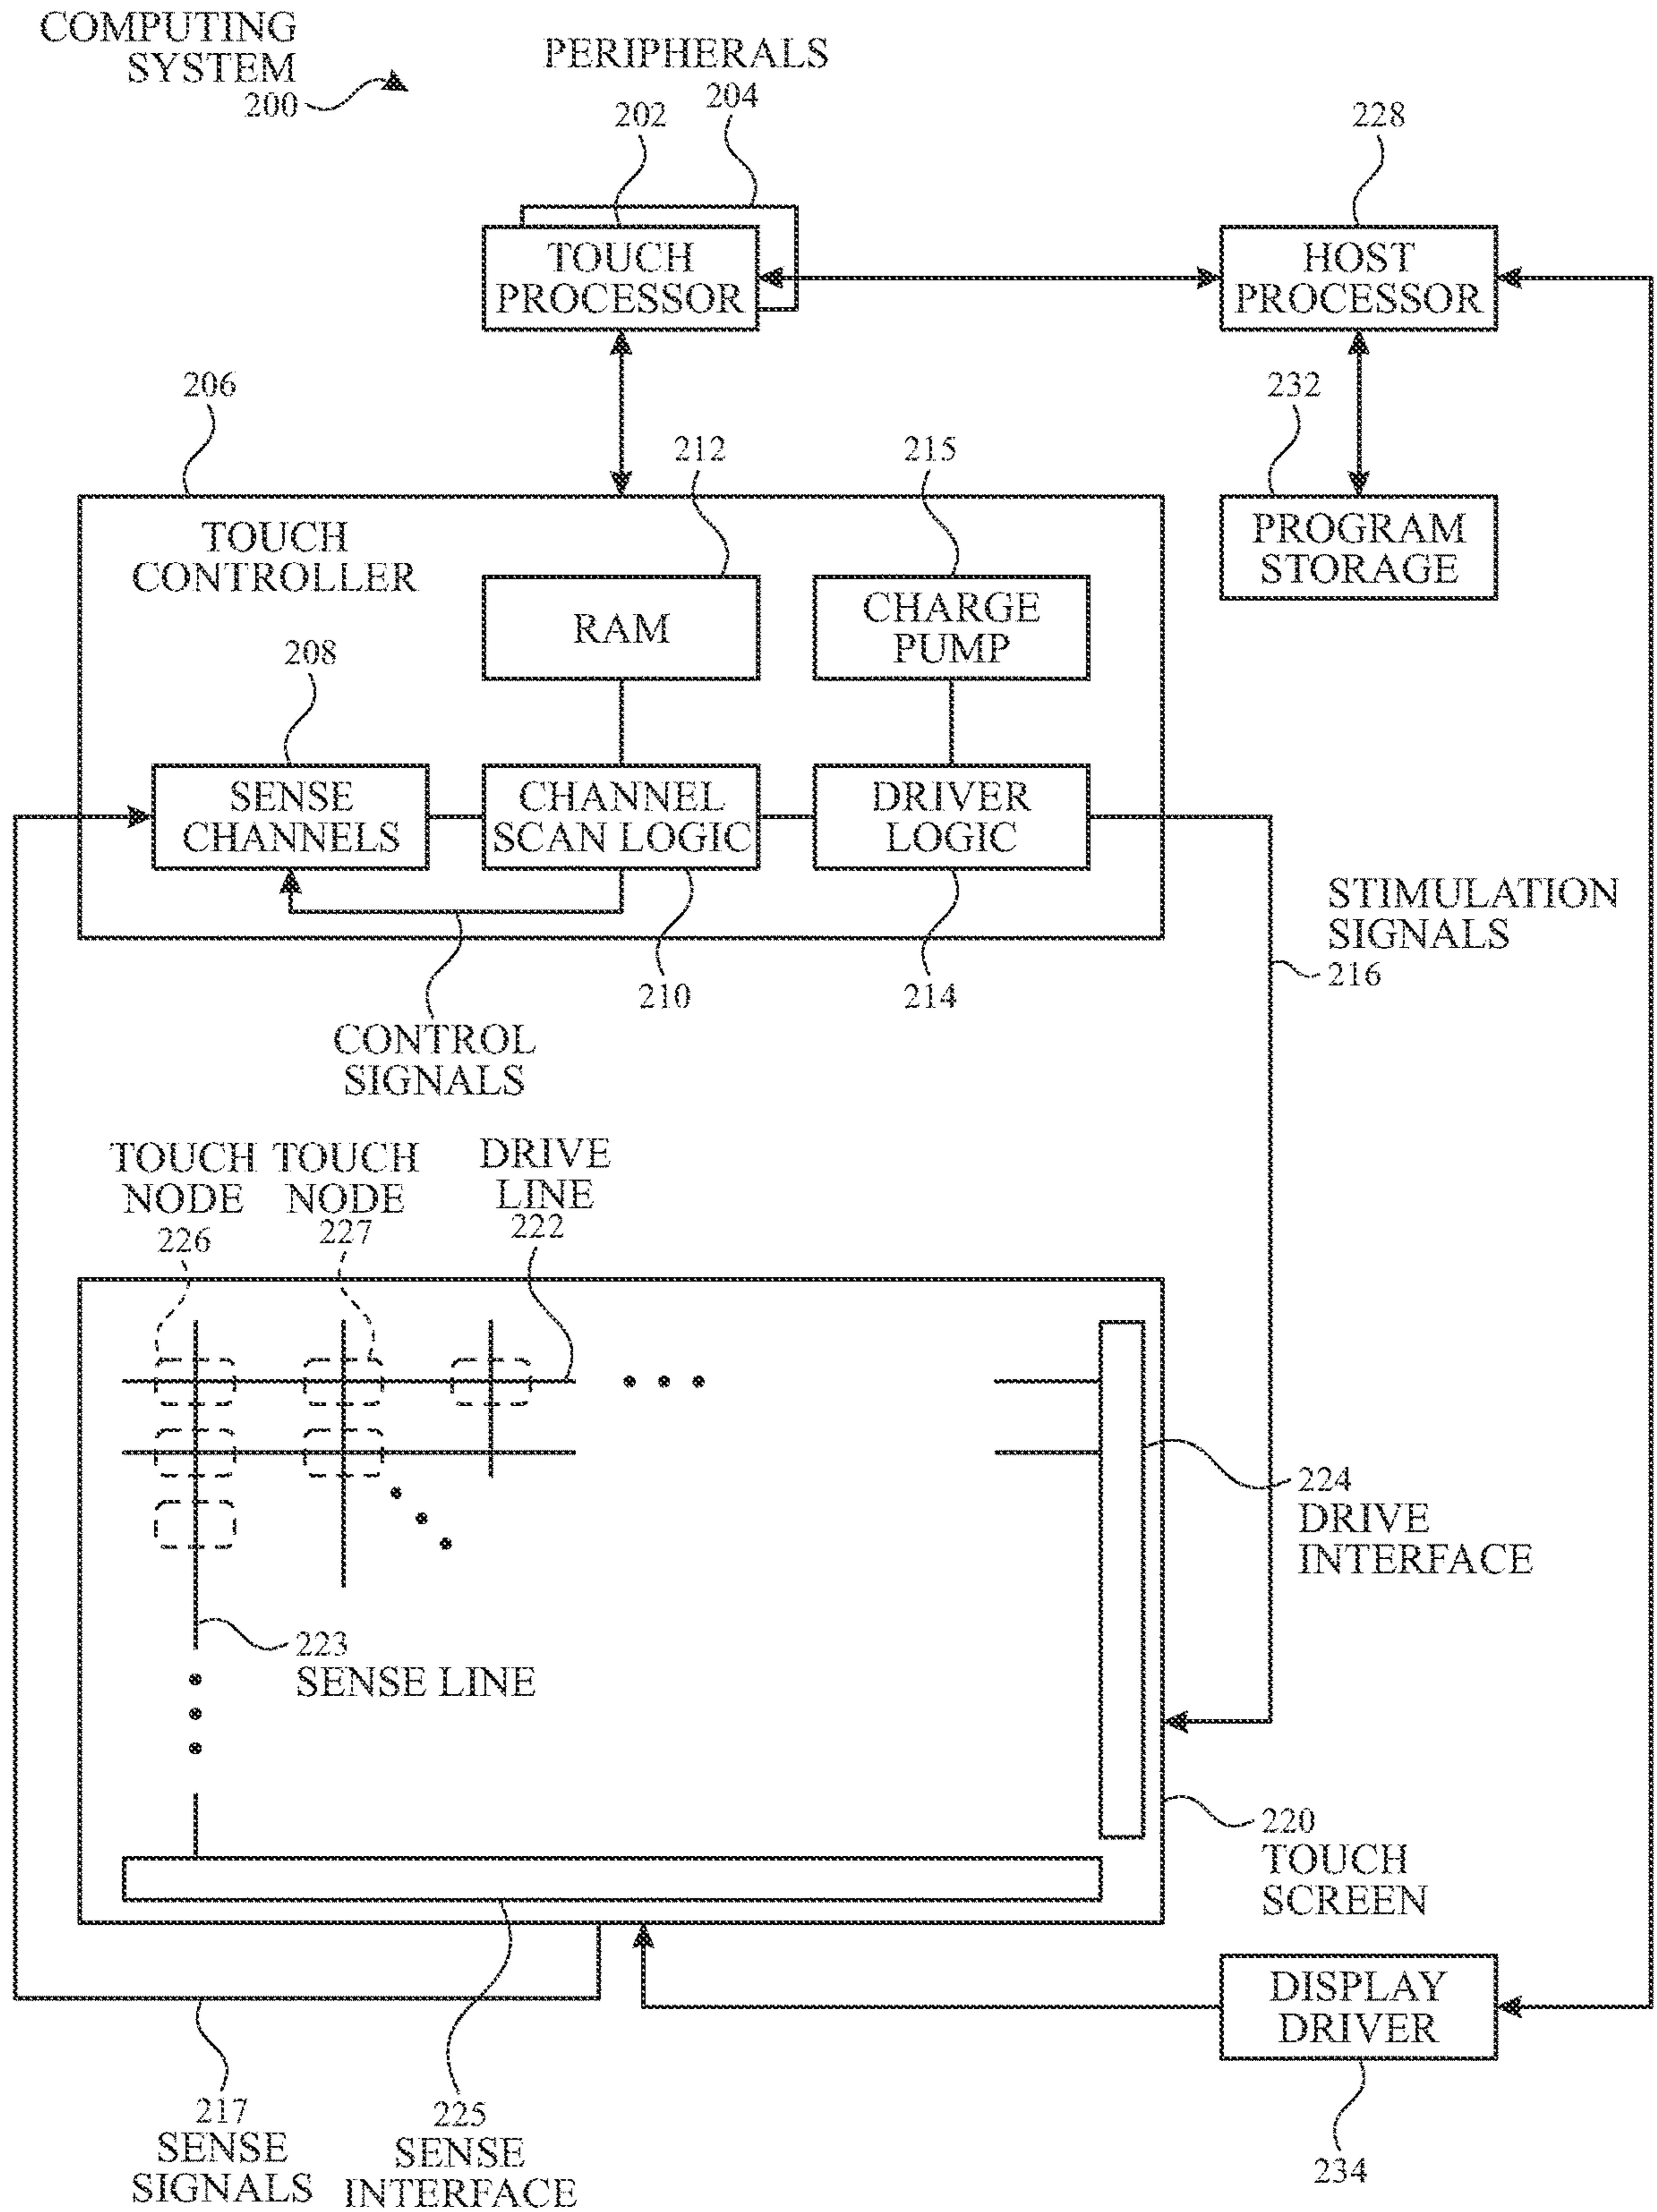 COMPUTING
SYSTEM
200
PERIPHERALS
204
202
228
TOUCH
PROCESSOR
HOST
PROCESSOR
206
232
212
215
TOUCH
CONTROLLER
PROGRAM
STORAGE
RAM
CHARGE
PUMP
208
SENSE
CHANNELS
CHANNEL
SCAN LOGIC
DRIVER
LOGIC
STIMULATION
SIGNALS
216
210
214
CONTROL
SIGNALS
TOUCH
NODE
226
TOUCH
NODE
227
DRIVE
LINE
222
224
DRIVE
INTERFACE
223
SENSE LINE
220
TOUCH
SCREEN
DISPLAY
DRIVER
217
SENSE
SIGNALS
225
SENSE
INTERFACE
234